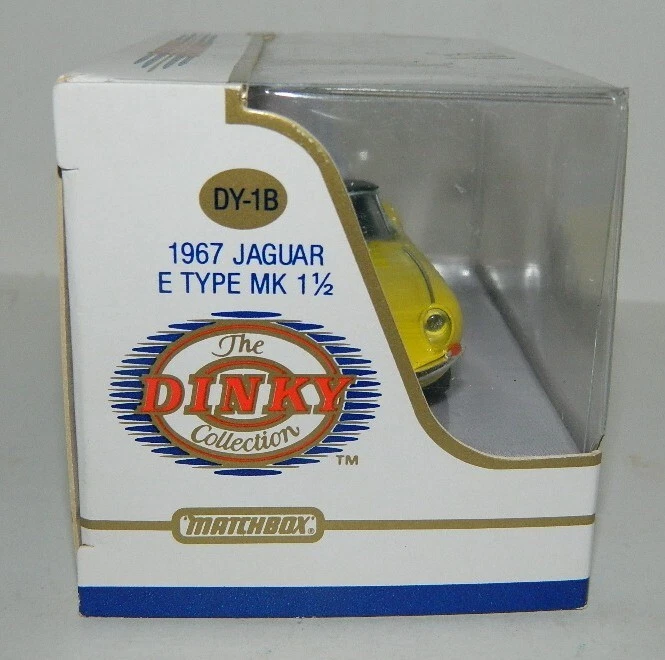 DY-1B
1967 JAGUAR
E TYPE MK 1½
The
DINKY
Collection
TM
MATCHBOX®